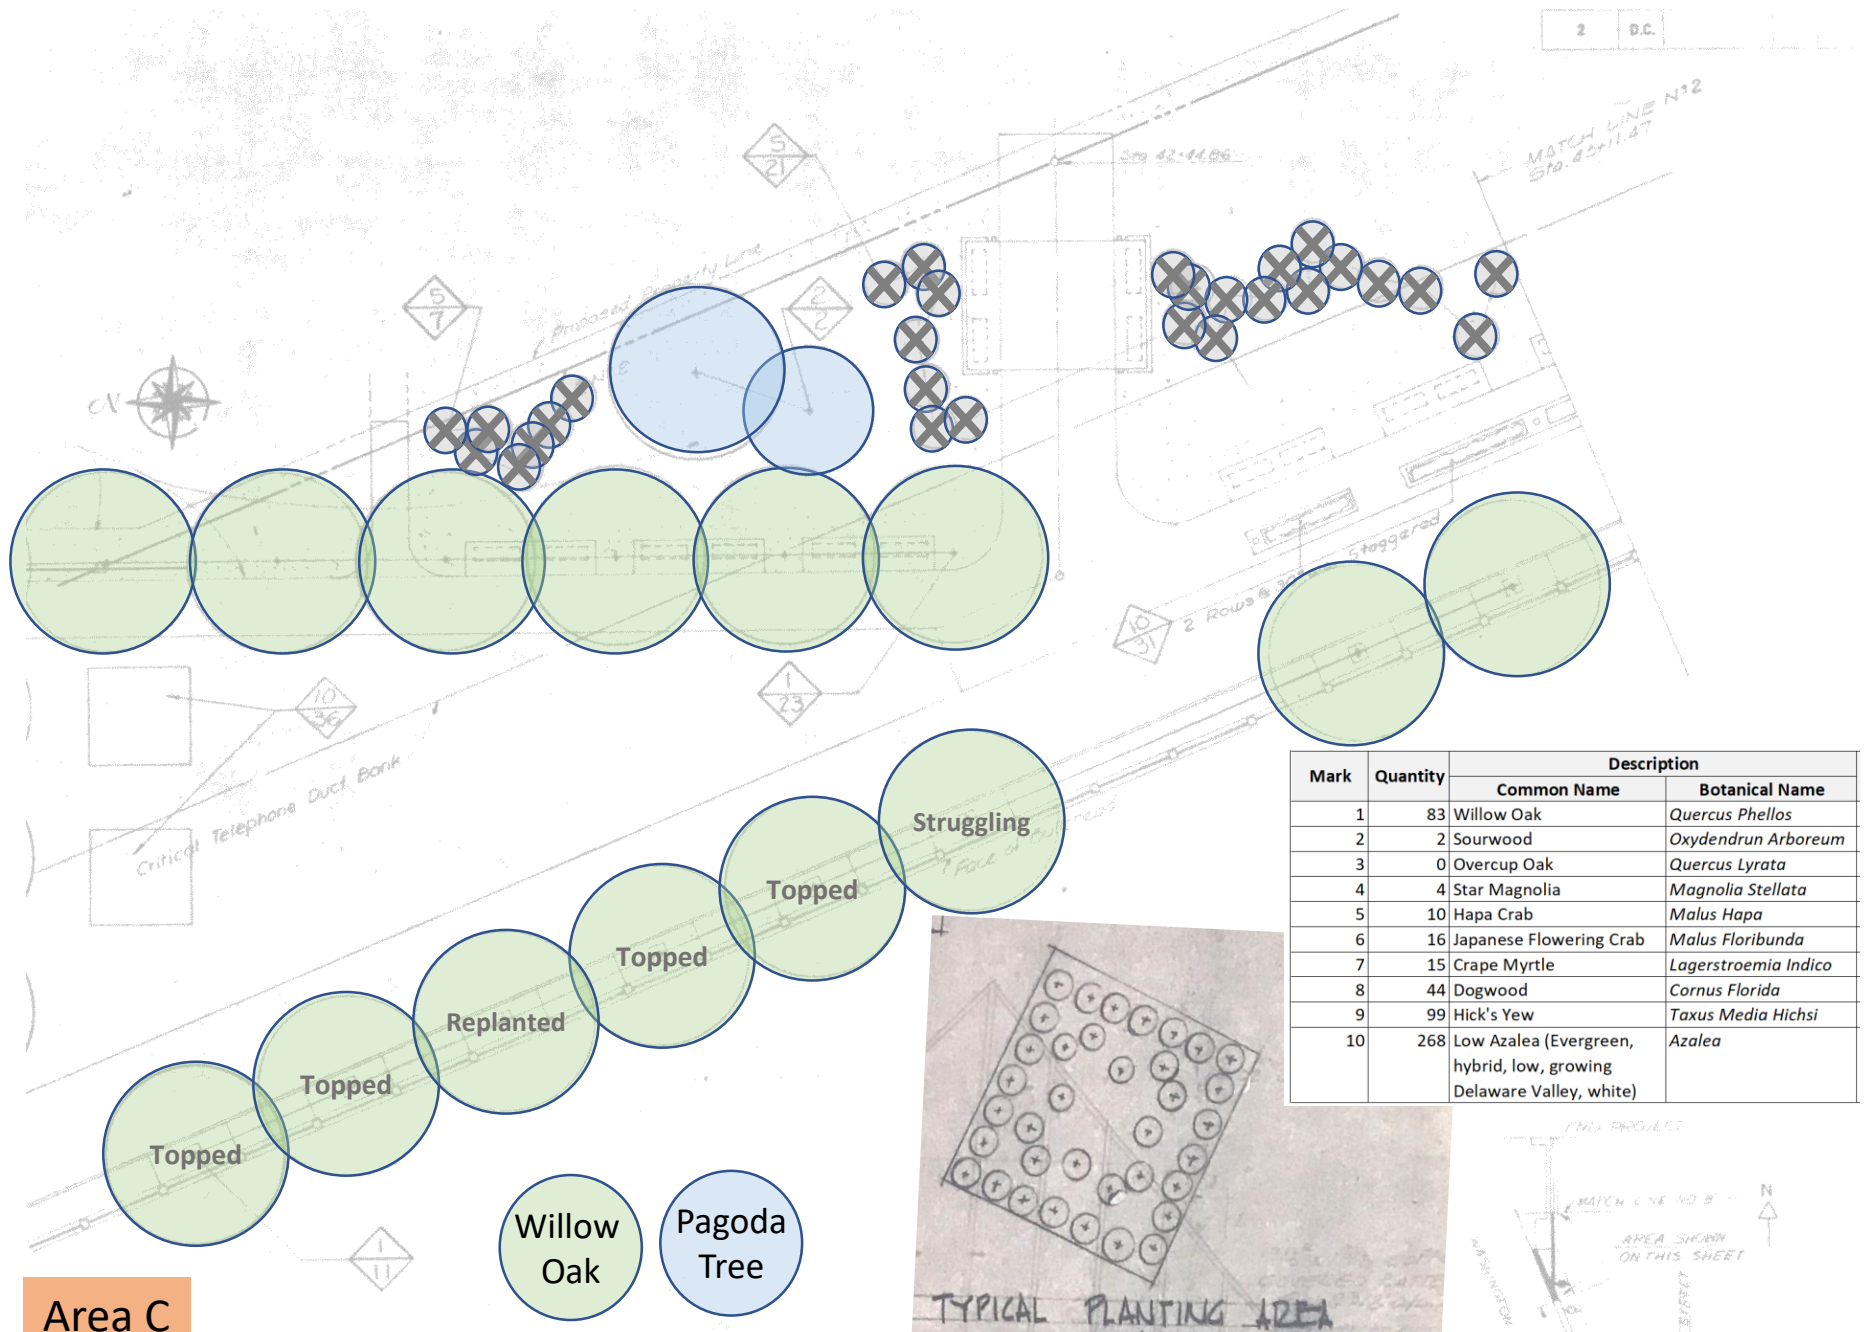 2 D.C.
MATCH LINE Nº2
Sta. 43+11.47
Sta 42+44.86
5
21
Proposed Property Line
5
7
2
2
N
2 Rows @ 30" Staggered
10
31
1
23
10
36
Critical Telephone Duct Bank
Struggling
Topped
Face of
Topped
Replanted
Topped
Topped
1
11
Willow
Oak
Pagoda
Tree
Area C
Mark Quantity Description
Common Name Botanical Name
1 83 Willow Oak Quercus Phellos
2 2 Sourwood Oxydendrun Arboreum
3 0 Overcup Oak Quercus Lyrata
4 4 Star Magnolia Magnolia Stellata
5 10 Hapa Crab Malus Hapa
6 16 Japanese Flowering Crab Malus Floribunda
7 15 Crape Myrtle Lagerstroemia Indico
8 44 Dogwood Cornus Florida
9 99 Hick's Yew Taxus Media Hichsi
10 268 Low Azalea (Evergreen, Azalea
hybrid, low, growing
Delaware Valley, white)
TYPICAL PLANTING AREA
END PROJECT
MATCH LINE NO 3
N
AREA SHOWN
ON THIS SHEET
WASHINGTON
STREET